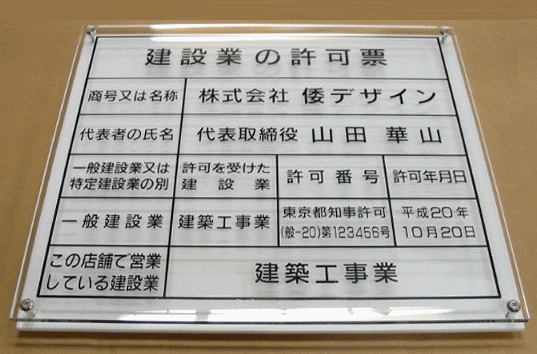 建設業の許可票
商号又は名称 株式会社 倭デザイン
代表者の氏名 代表取締役 山田 華山
一般建設業又は
特定建設業の別
許可を受けた
建設業
許可番号
許可年月日
一般建設業
建築工事業
東京都知事許可
(般-20)第123456号
平成20年
10月20日
この店舗で営業
している建設業
建築工事業